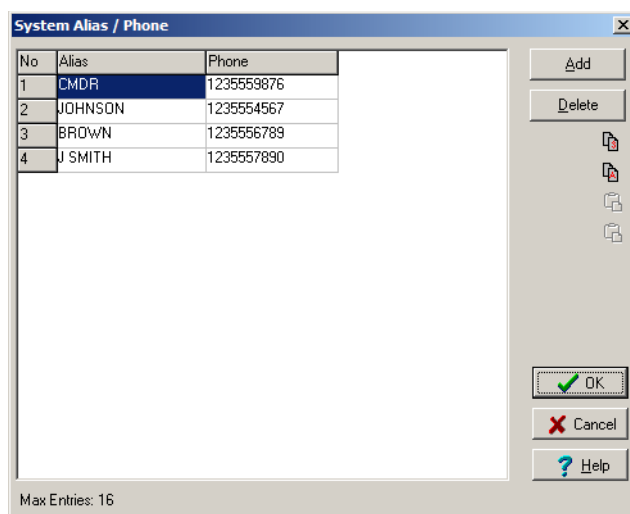 System Alias / Phone
No Alias Phone
1 CMDR 1235559876
2 JOHNSON 1235554567
3 BROWN 1235556789
4 J SMITH 1235557890
Add
Delete
OK
Cancel
Help
Max Entries: 16